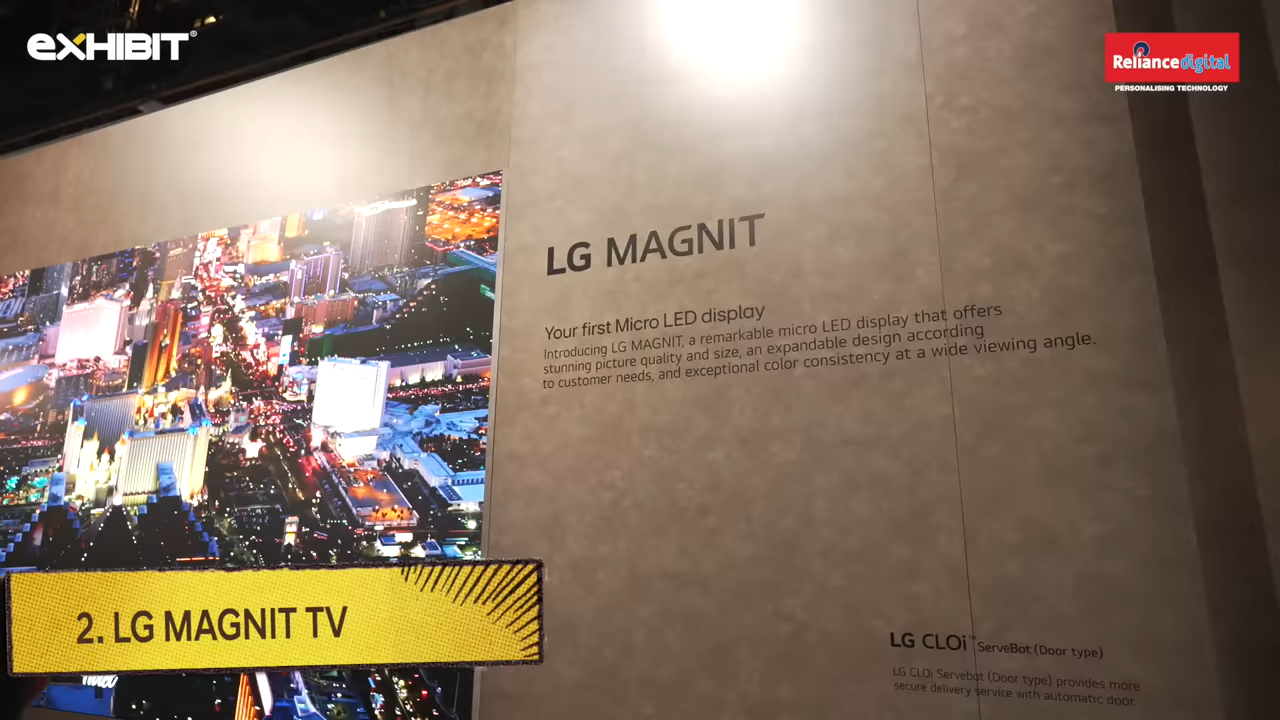 EXHIBIT®
Reliance digital
PERSONALISING TECHNOLOGY
LG MAGNIT
Your first Micro LED display
Introducing LG MAGNIT, a remarkable micro LED display that offers
stunning picture quality and size, an expandable design according
to customer needs, and exceptional color consistency at a wide viewing angle.
2. LG MAGNIT TV
LG CLOi™ ServeBot (Door type)
LG CLOi Servebot (Door type) provides more
secure delivery service with automatic door.